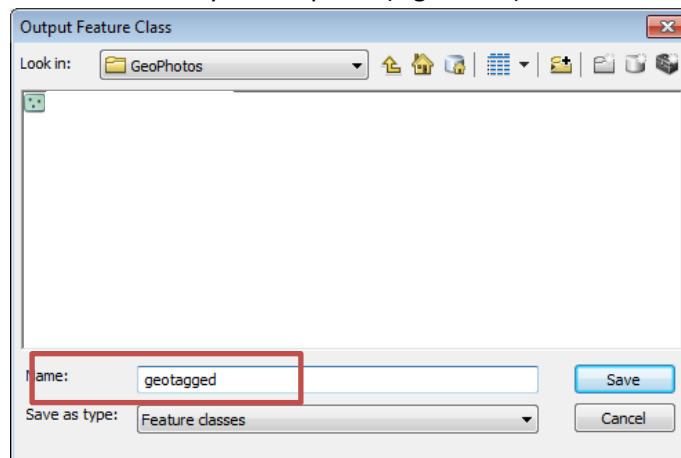 Output Feature Class
Look in: GeoPhotos
Name: geotagged Save
Save as type: Feature classes Cancel